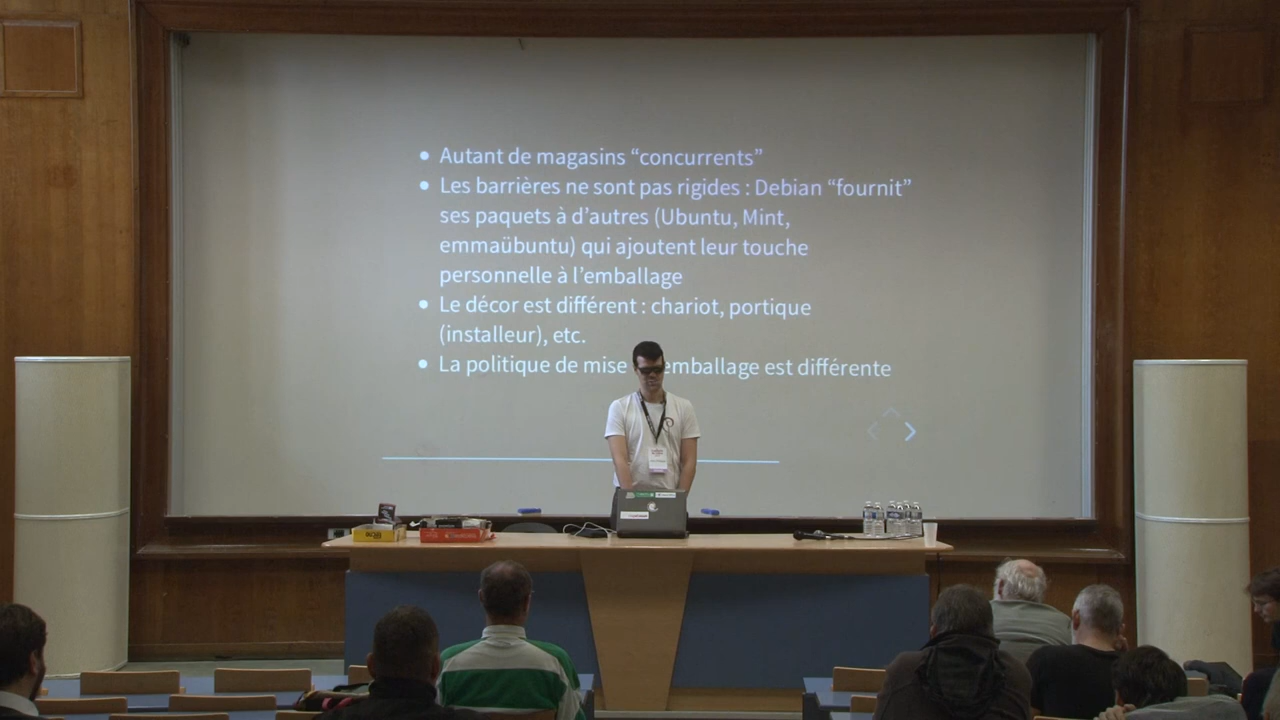 Autant de magasins “concurrents”
Les barrières ne sont pas rigides : Debian “fournit”
ses paquets à d’autres (Ubuntu, Mint,
emmaübuntu) qui ajoutent leur touche
personnelle à l’emballage
Le décor est différent : chariot, portique
(installeur), etc.
La politique de mise emballage est différente